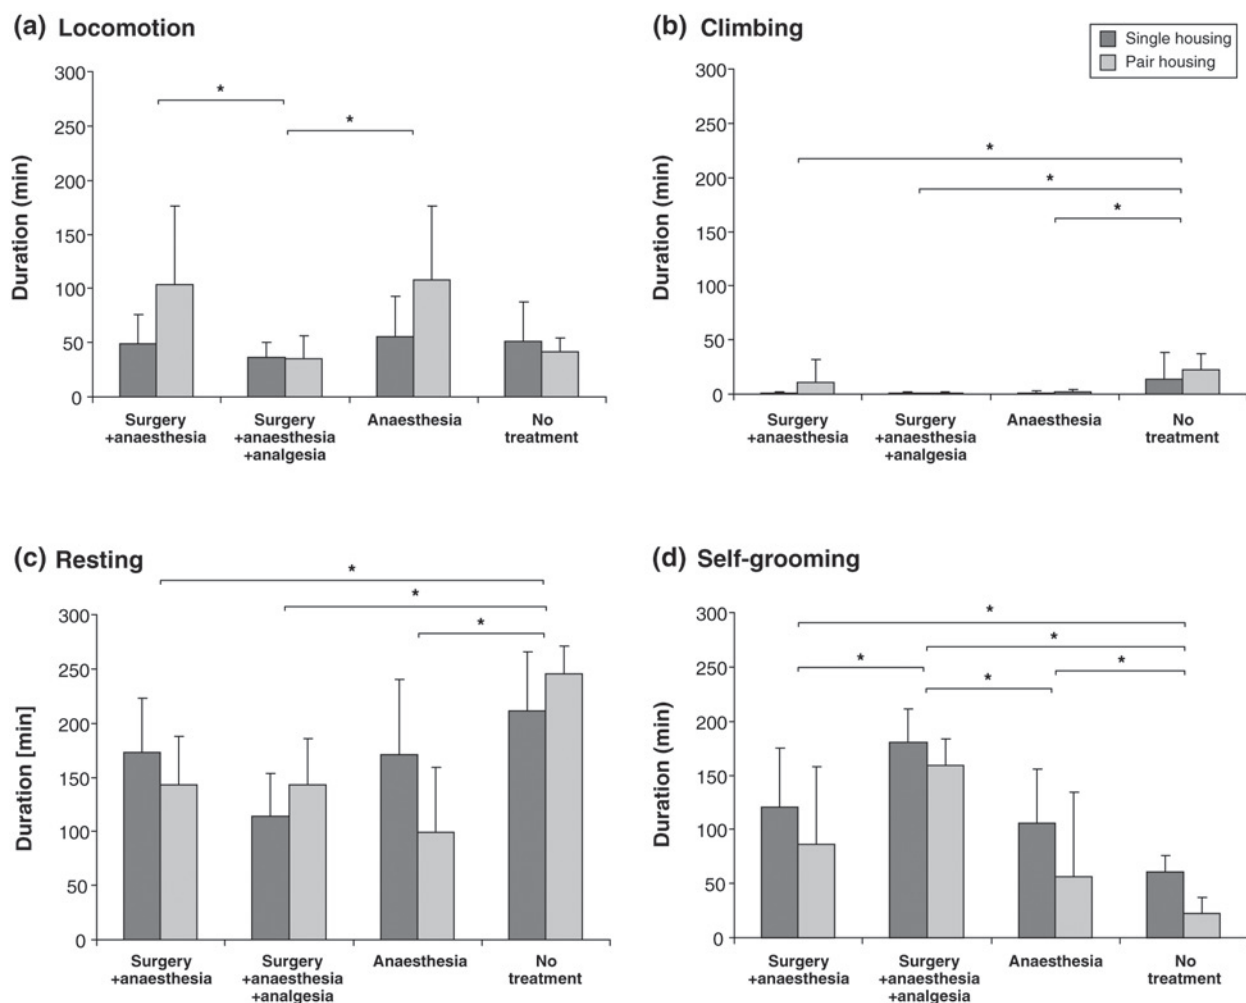 (a) Locomotion
Duration (min)
300
250
200
150
100
50
0
*
*
Surgery
+anaesthesia
Surgery
+anaesthesia
+analgesia
Anaesthesia
No
treatment
(b) Climbing
Single housing
Pair housing
Duration (min)
300
250
200
150
100
50
0
*
*
*
Surgery
+anaesthesia
Surgery
+anaesthesia
+analgesia
Anaesthesia
No
treatment
(c) Resting
Duration [min]
300
250
200
150
100
50
0
*
*
*
Surgery
+anaesthesia
Surgery
+anaesthesia
+analgesia
Anaesthesia
No
treatment
(d) Self-grooming
Duration (min)
300
250
200
150
100
50
0
*
*
*
*
*
Surgery
+anaesthesia
Surgery
+anaesthesia
+analgesia
Anaesthesia
No
treatment